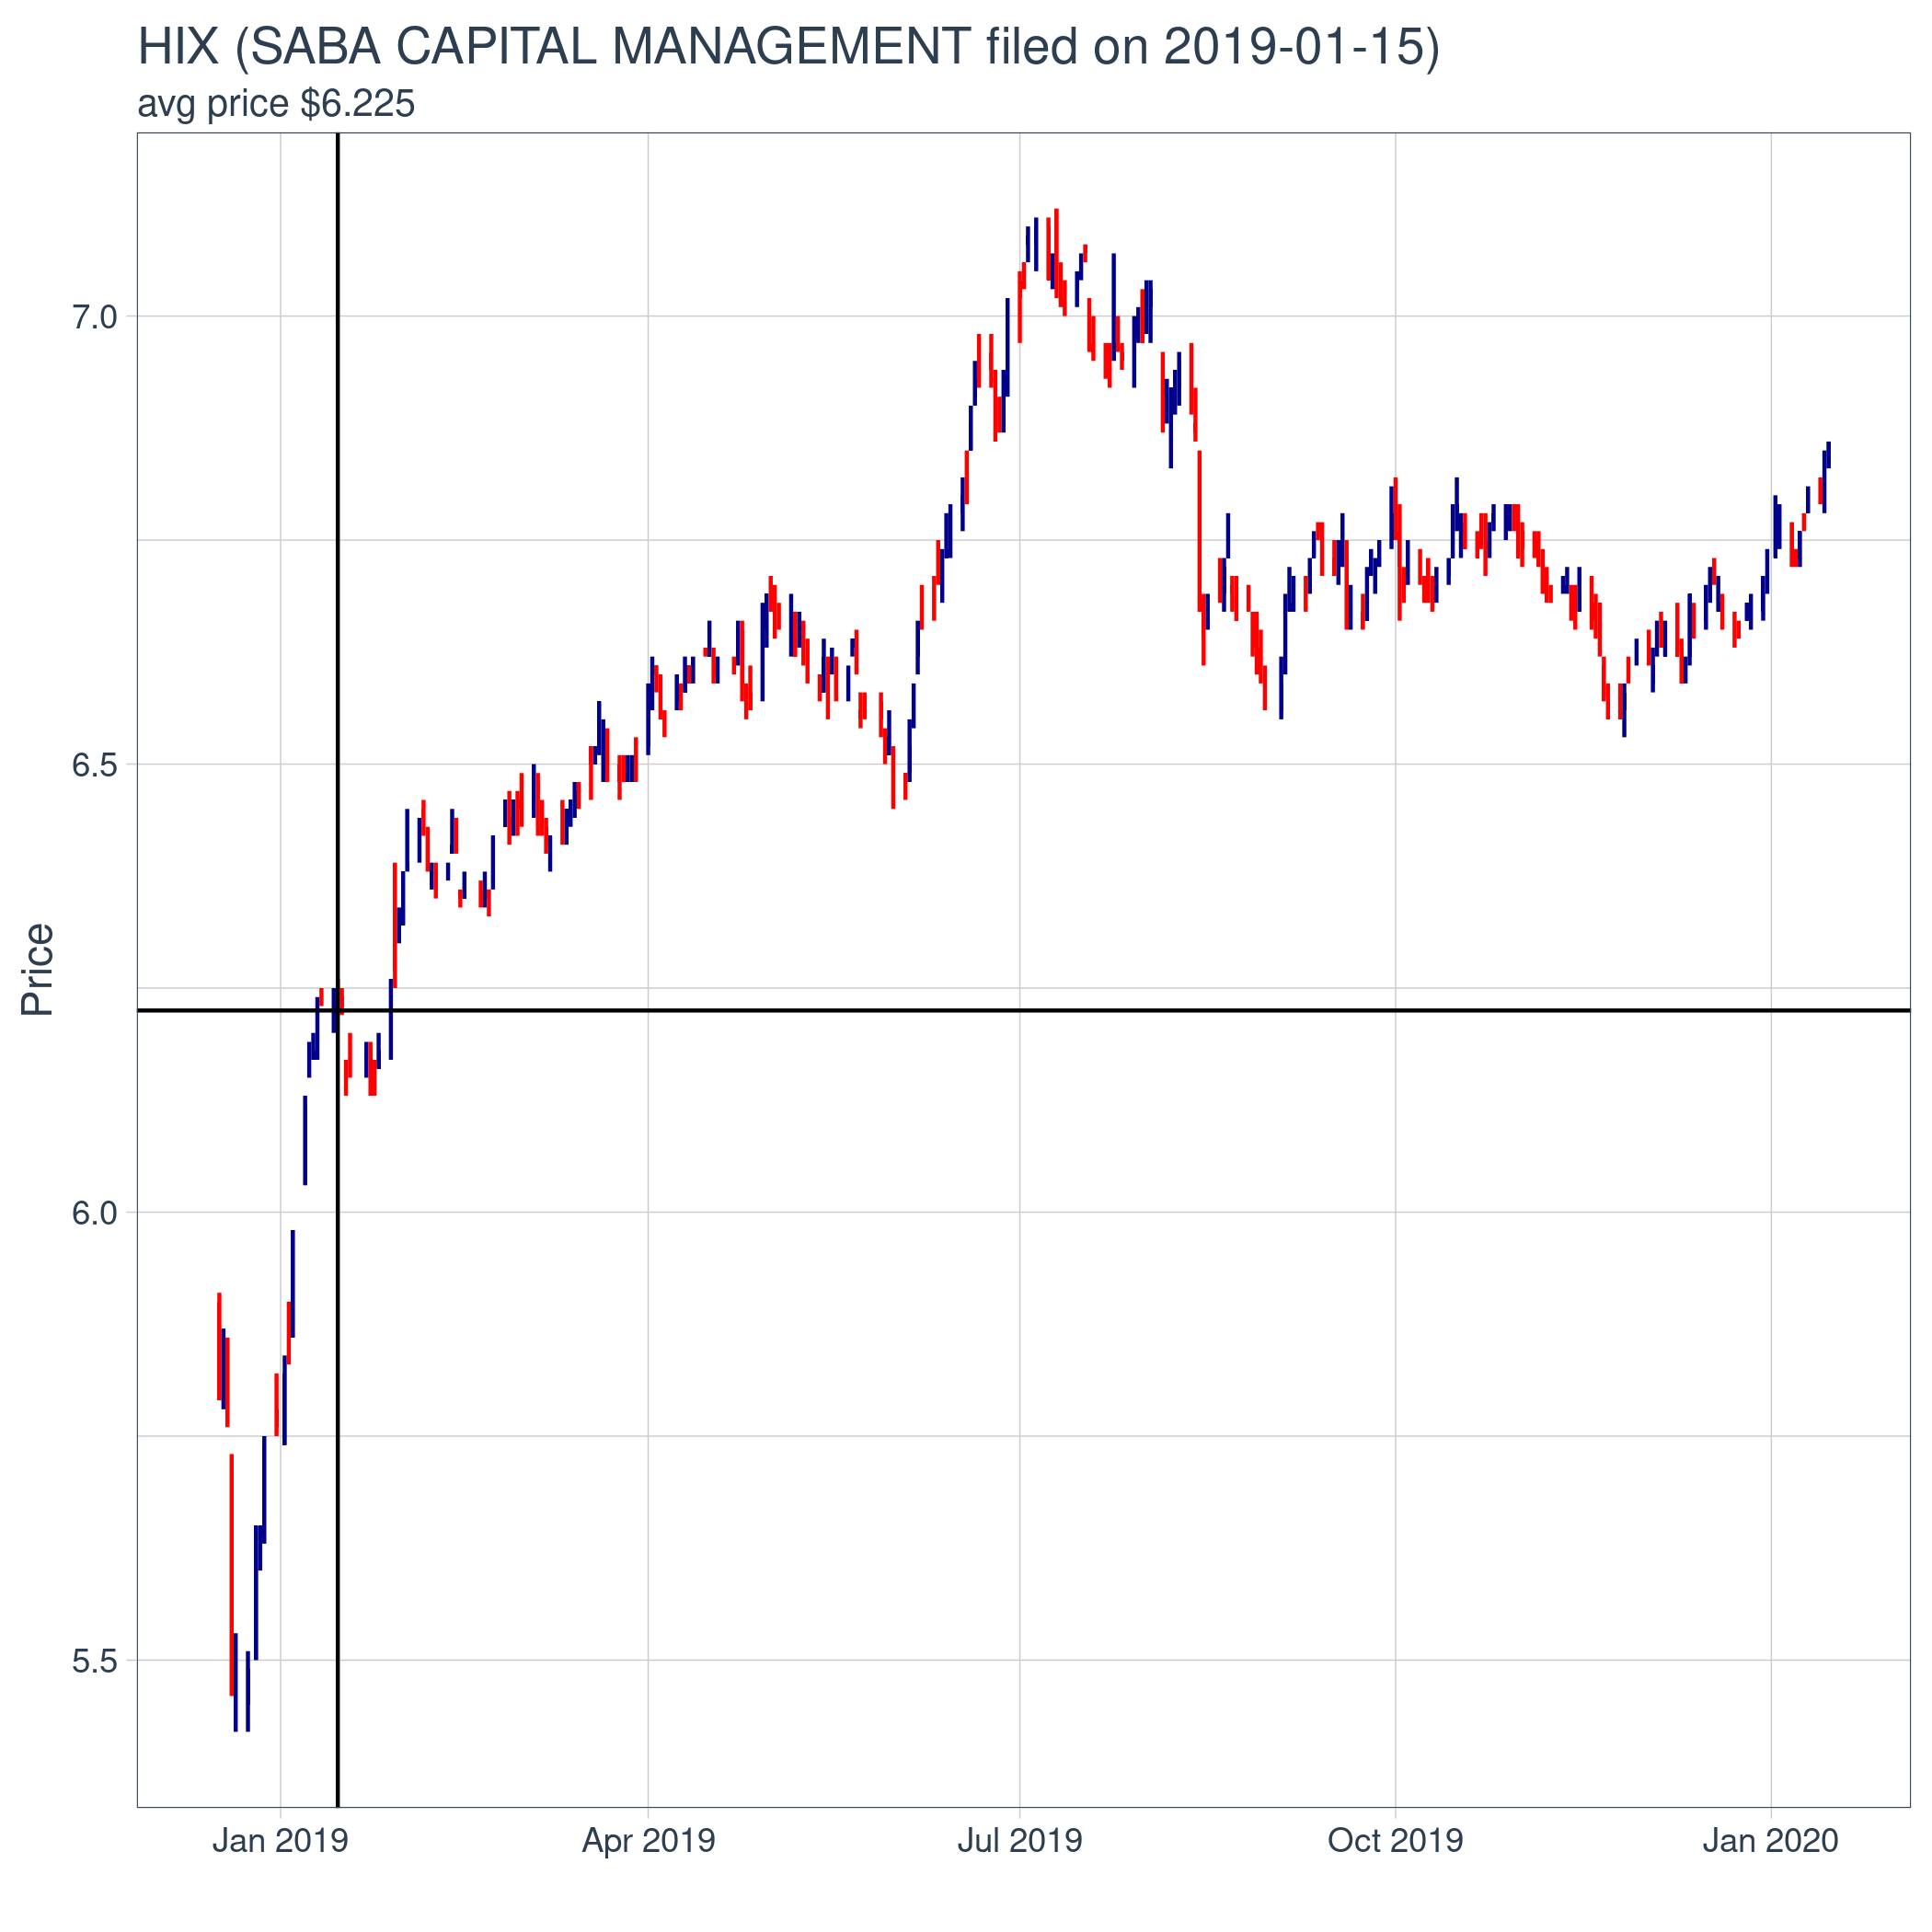 HIX (SABA CAPITAL MANAGEMENT filed on 2019-01-15)
avg price $6.225
Price
7.0
6.5
6.0
5.5
Jan 2019 Apr 2019 Jul 2019 Oct 2019 Jan 2020